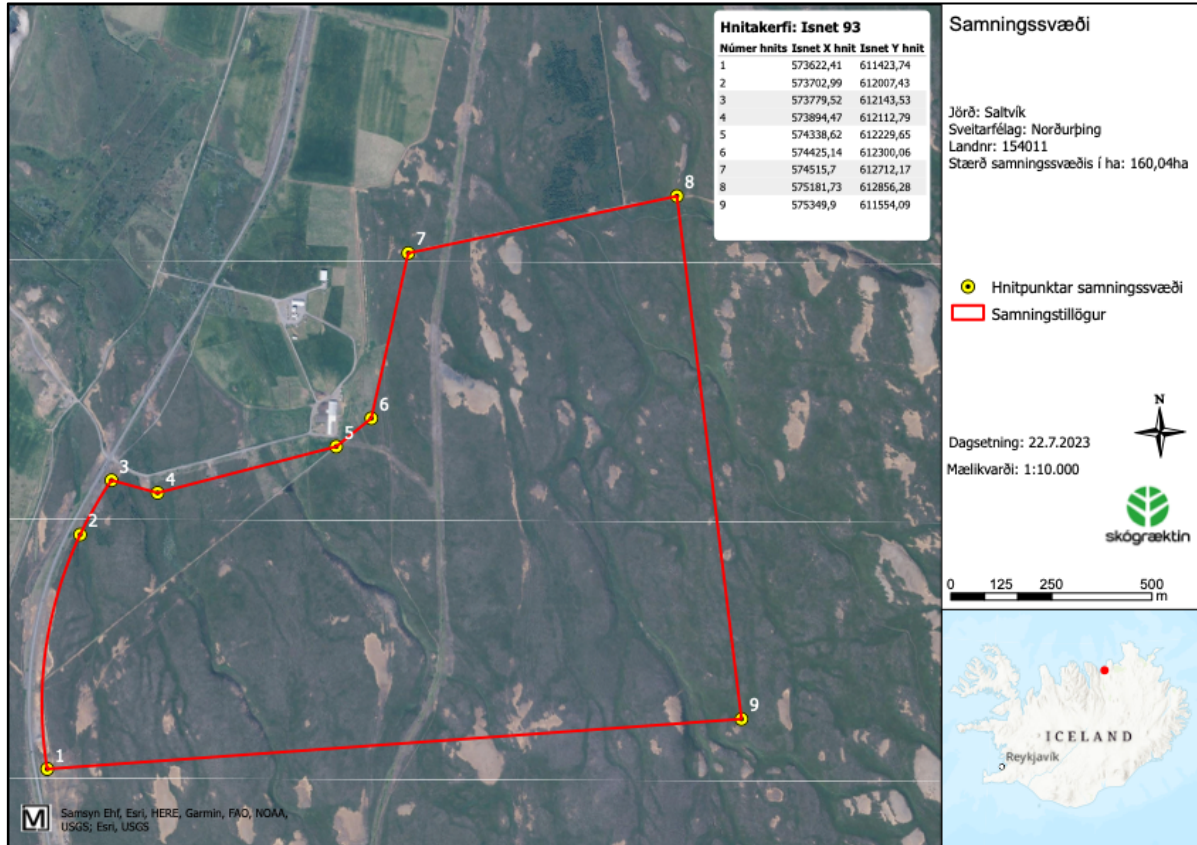 Hnitakerfi: Isnet 93
Númer hnits Isnet X hnit Isnet Y hnit
1 573622,41 611423,74
2 573702,99 612007,43
3 573779,52 612143,53
4 573894,47 612112,79
5 574338,62 612229,65
6 574425,14 612300,06
7 574515,7 612712,17
8 575181,73 612856,28
9 575349,9 611554,09
8
7
6
5
3
4
2
9
1
M
Samsyn Ehf, Esri, HERE, Garmin, FAO, NOAA,
USGS; Esri, USGS
Samningssvæði
Jörð: Saltvík
Sveitarfélag: Norðurþing
Landnr: 154011
Stærð samningssvæðis í ha: 160,04ha
Hnitpunktar samningssvæði
Samningstillögur
N
Dagsetning: 22.7.2023
Mælikvarði: 1:10.000
skógræktin
0 125 250 500
m
ICELAND
Reykjavík